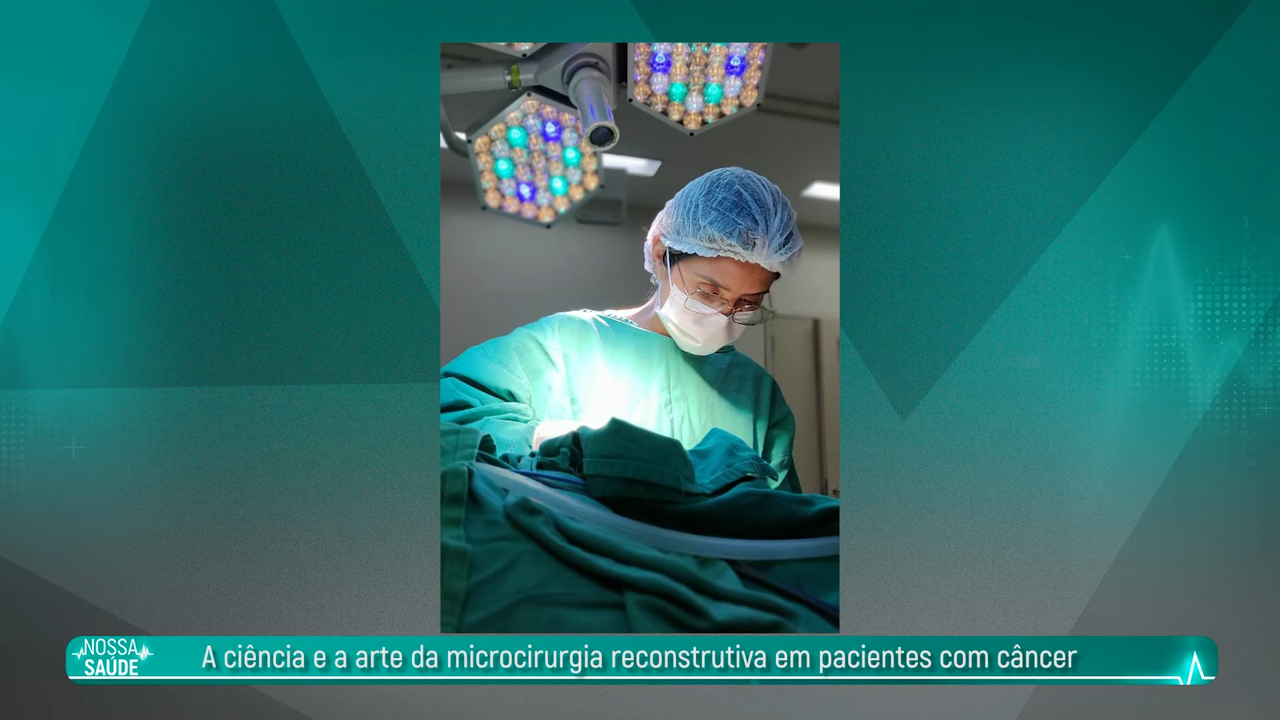 NOSSA
SAÚDE
A ciência e a arte da microcirurgia reconstrutiva em pacientes com câncer